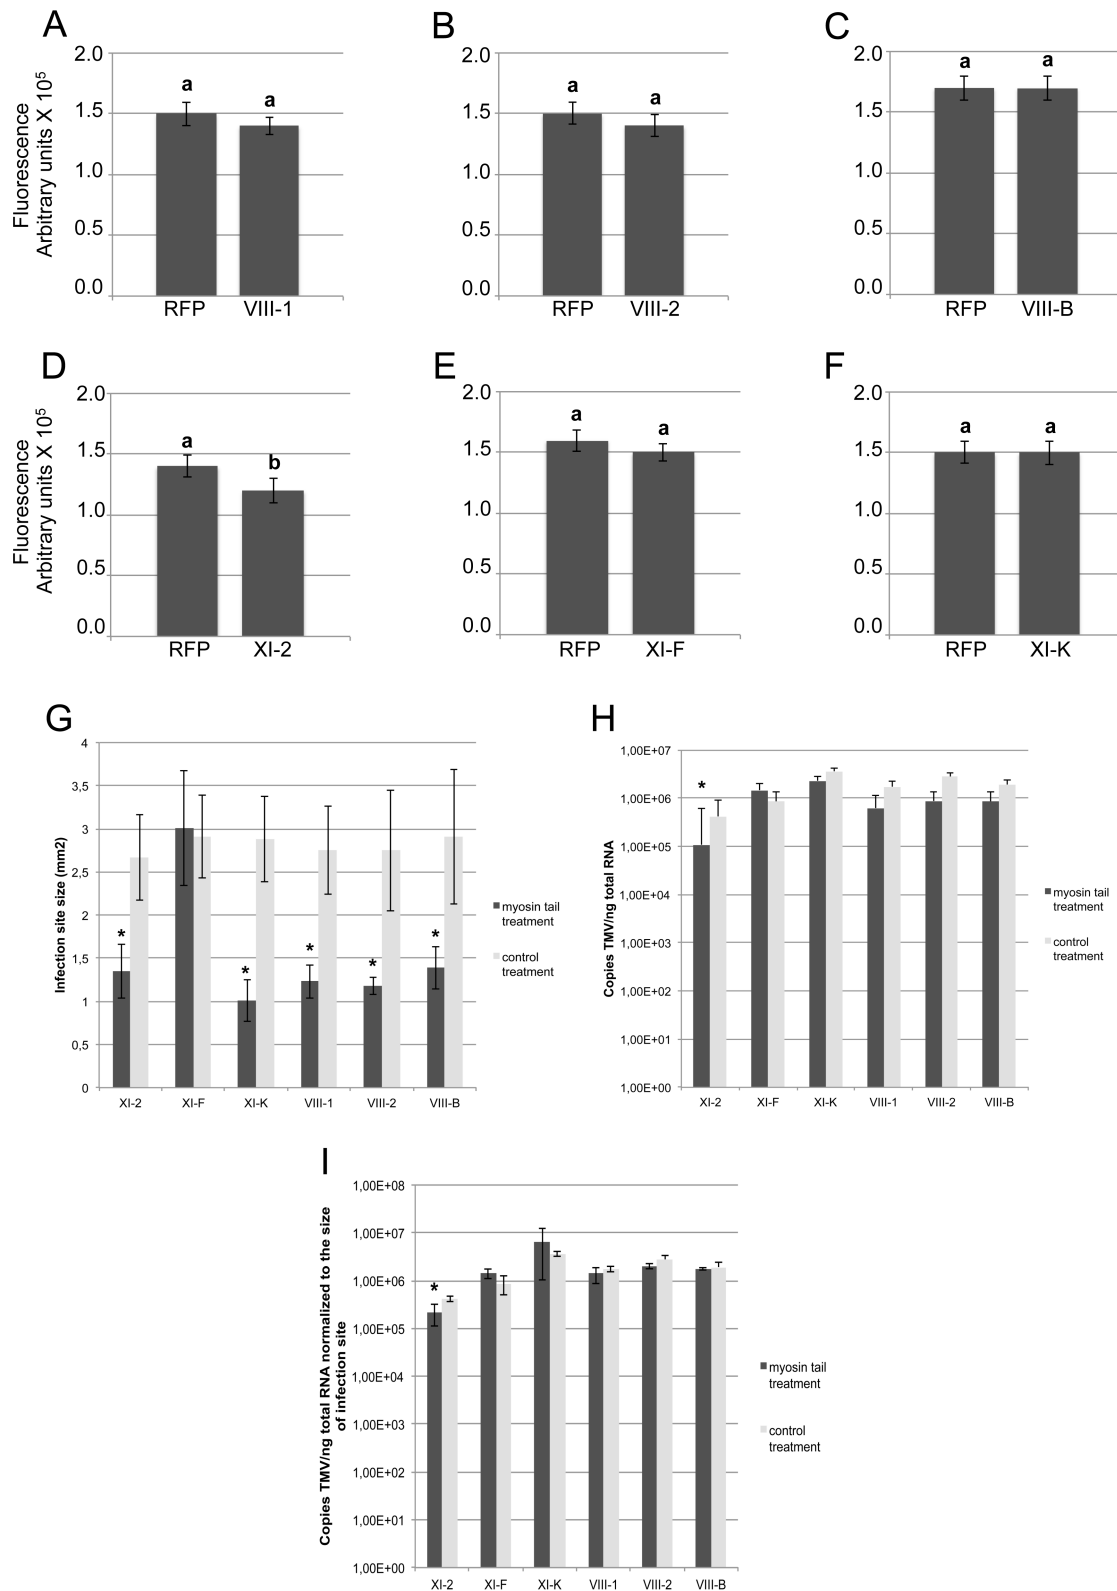 A
Fluorescence
Arbitrary units X 10⁵
2.0
1.5
1.0
0.5
0.0
a
a
RFP
VIII-1
B
2.0
1.5
1.0
0.5
0.0
a
a
RFP
VIII-2
C
2.0
1.5
1.0
0.5
0.0
a
a
RFP
VIII-B
D
Fluorescence
Arbitrary units X 10⁵
2.0
1.5
1.0
0.5
0.0
a
b
RFP
XI-2
E
2.0
1.5
1.0
0.5
0.0
a
a
RFP
XI-F
F
2.0
1.5
1.0
0.5
0.0
a
a
RFP
XI-K
G
Infection site size (mm2)
4
3,5
3
2,5
2
1,5
1
0,5
0
*
*
*
*
*
XI-2
XI-F
XI-K
VIII-1
VIII-2
VIII-B
myosin tail
treatment
control
treatment
H
Copies TMV/ng total RNA
1,00E+07
1,00E+06
1,00E+05
1,00E+04
1,00E+03
1,00E+02
1,00E+01
1,00E+00
*
XI-2
XI-F
XI-K
VIII-1
VIII-2
VIII-B
myosin tail
treatment
control
treatment
I
Copies TMV/ng total RNA normalized to the size
of infection site
1,00E+08
1,00E+07
1,00E+06
1,00E+05
1,00E+04
1,00E+03
1,00E+02
1,00E+01
1,00E+00
*
XI-2
XI-F
XI-K
VIII-1
VIII-2
VIII-B
myosin tail
treatment
control
treatment